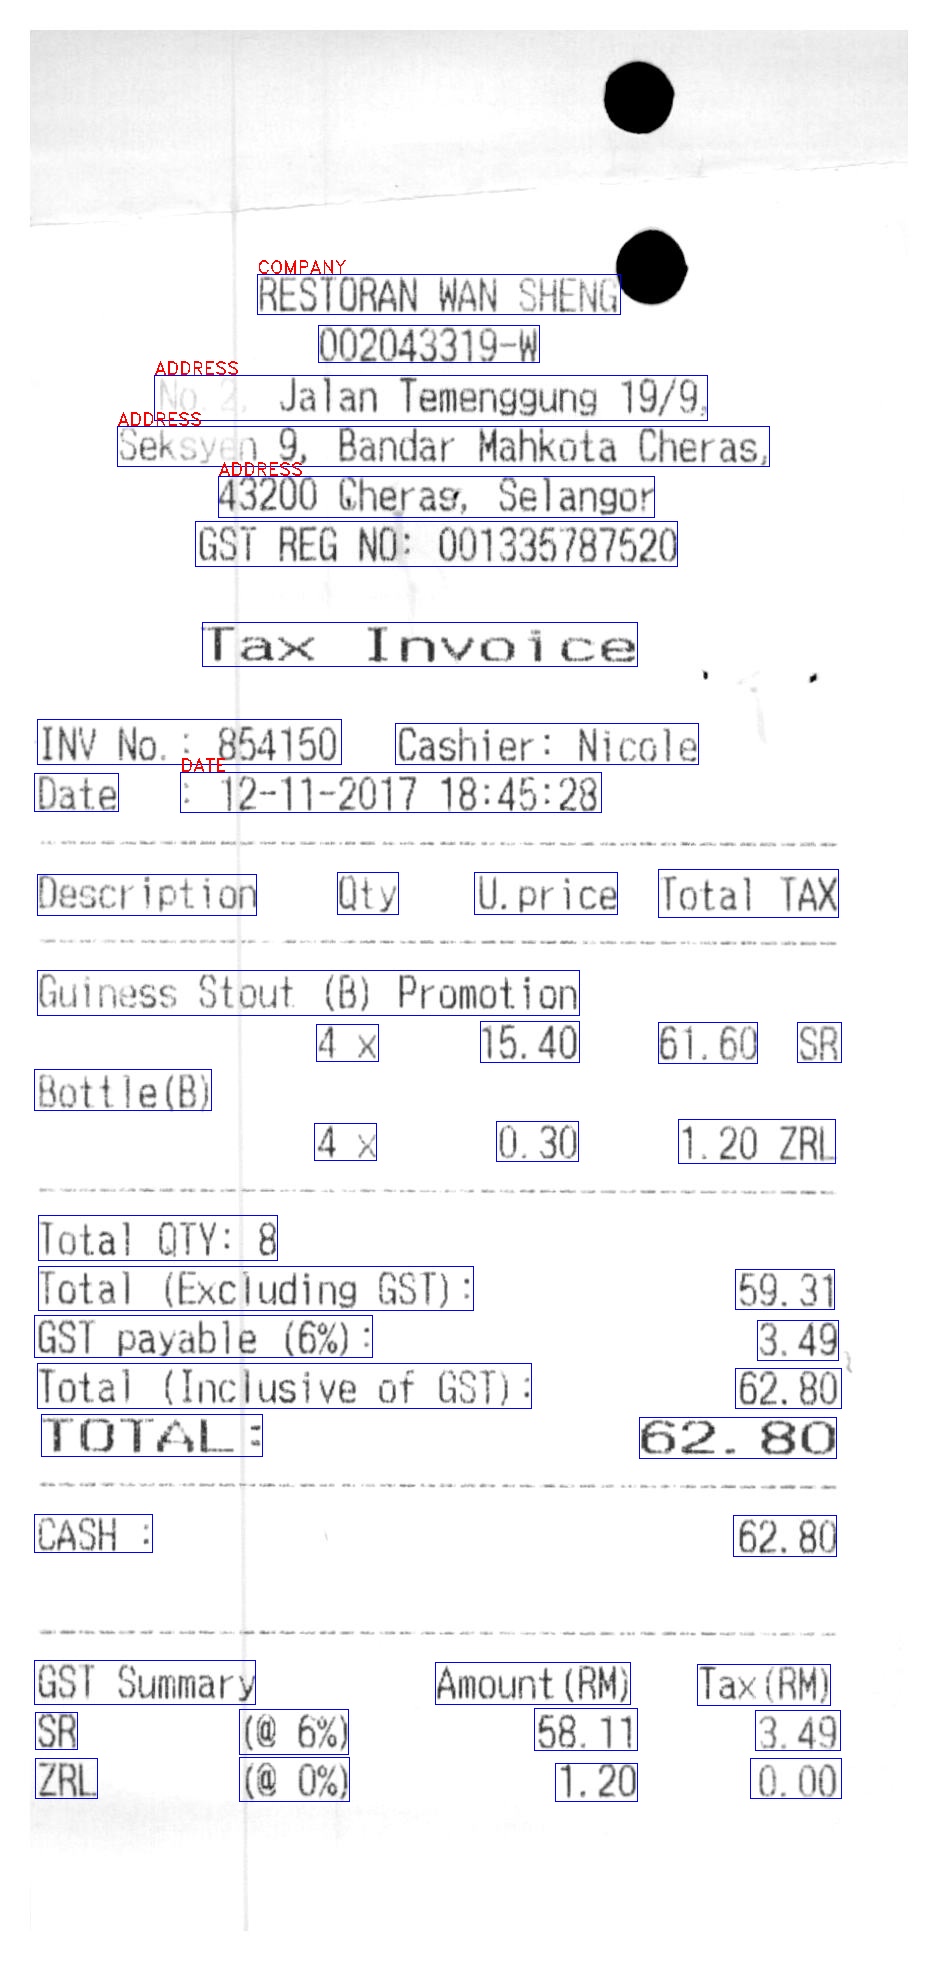 COMPANY
RESTORAN WAN SHENG
002043319-W
ADDRESS
No 2, Jalan Temenggung 19/9,
ADDRESS
Seksyen 9, Bandar Mahkota Cheras,
ADDRESS
43200 Cheras, Selangor
GST REG NO: 001335787520
Tax Invoice
INV No.: 854150 Cashier: Nicole
DATE
Date : 12-11-2017 18:45:28
Description Qty U.price Total TAX
Guiness Stout (B) Promotion
4 x 15.40 61.60 SR
Bottle(B)
4 x 0.30 1.20 ZRL
Total QTY: 8
Total (Excluding GST): 59.31
GST payable (6%): 3.49
Total (Inclusive of GST): 62.80
TOTAL: 62.80
CASH : 62.80
GST Summary Amount(RM) Tax(RM)
SR (@ 6%) 58.11 3.49
ZRL (@ 0%) 1.20 0.00